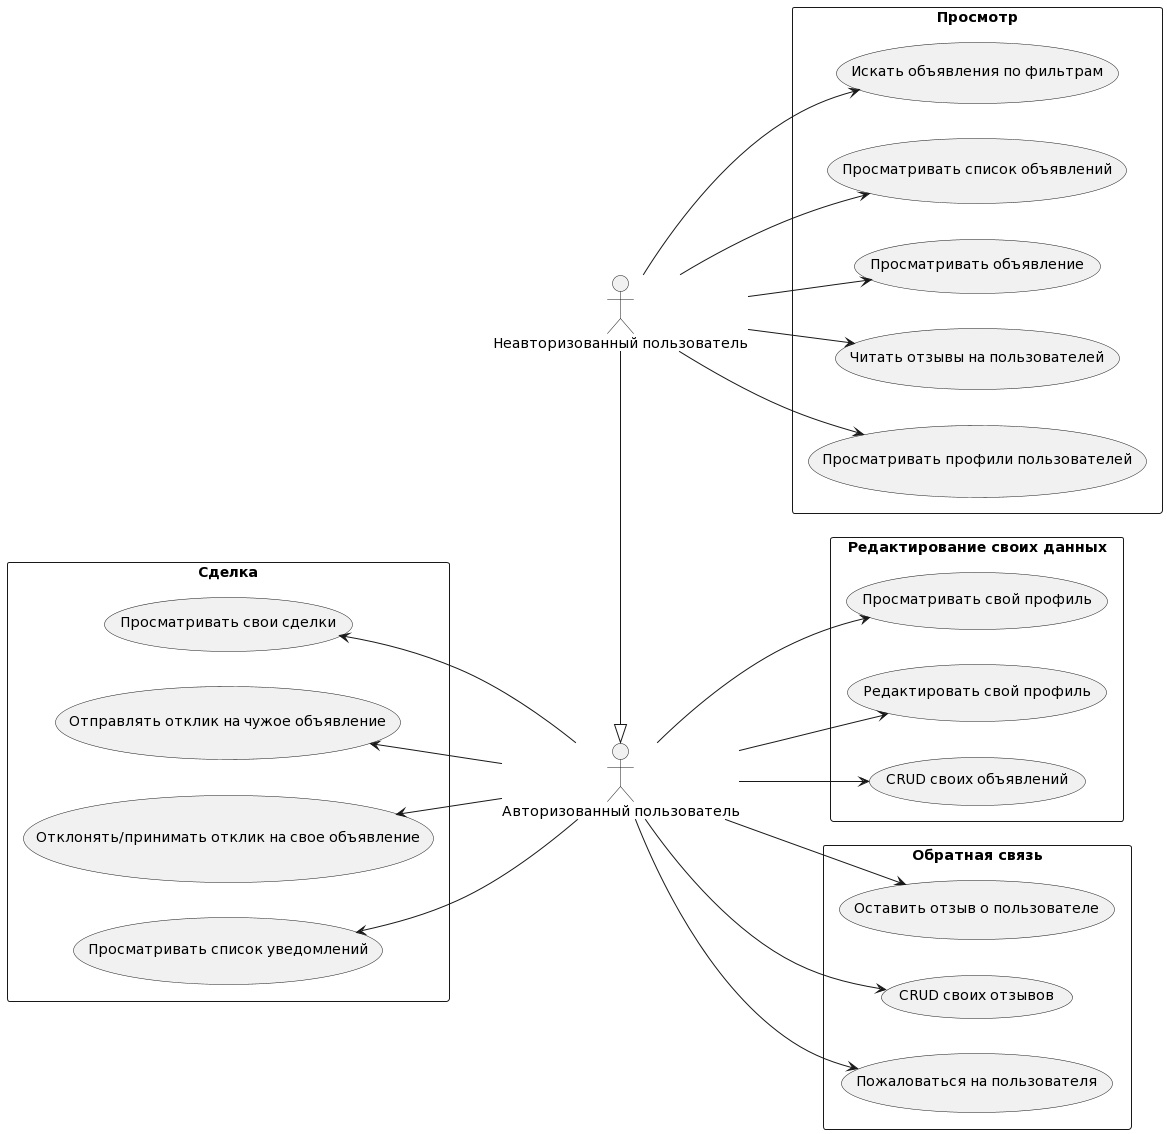 Просмотр
Искать объявления по фильтрам
Просматривать список объявлений
Просматривать объявление
Читать отзывы на пользователей
Просматривать профили пользователей
Неавторизованный пользователь
Сделка
Просматривать свои сделки
Отправлять отклик на чужое объявление
Отклонять/принимать отклик на свое объявление
Просматривать список уведомлений
Авторизованный пользователь
Редактирование своих данных
Просматривать свой профиль
Редактировать свой профиль
CRUD своих объявлений
Обратная связь
Оставить отзыв о пользователе
CRUD своих отзывов
Пожаловаться на пользователя